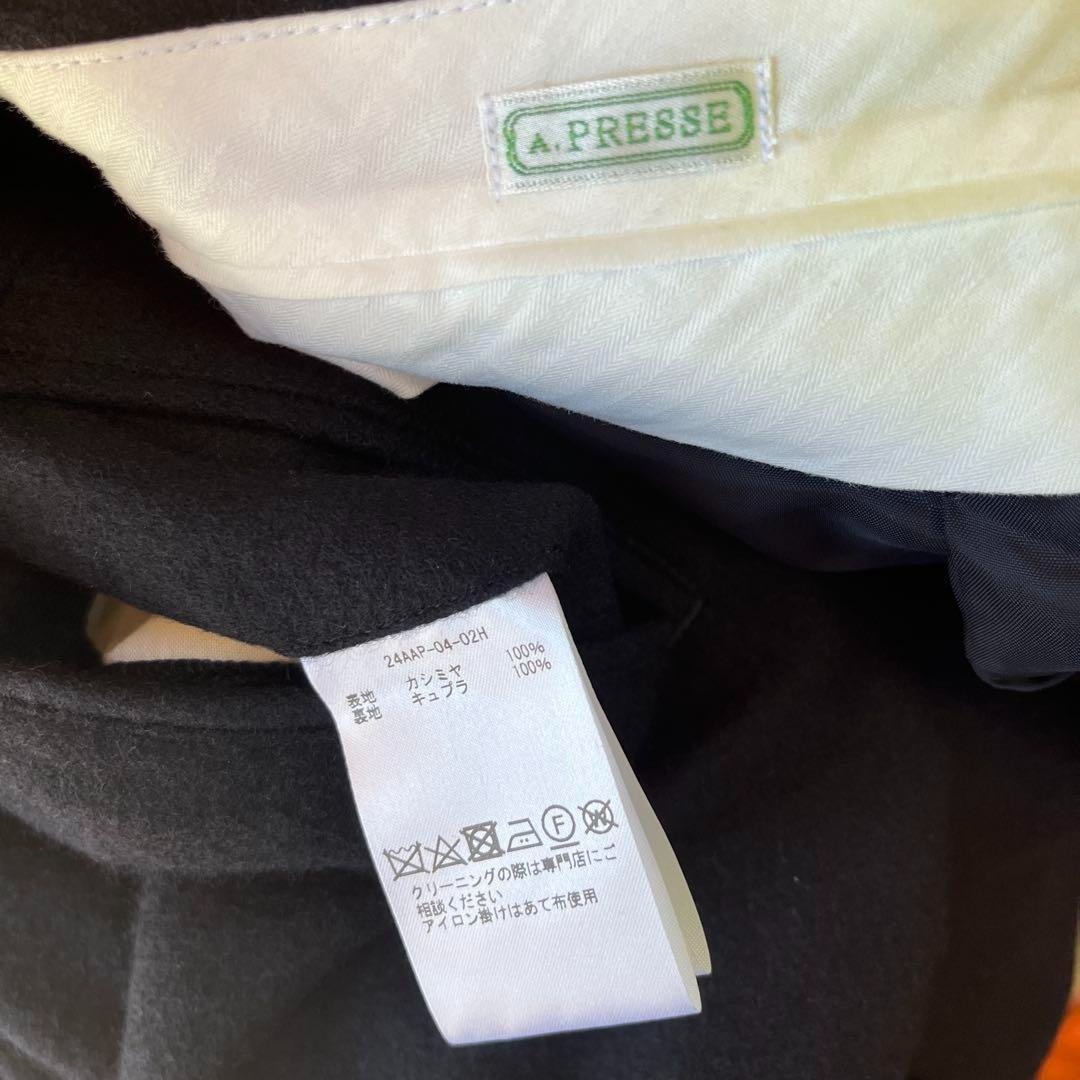 A.PRESSE
24AAP-04-02H
表地 カシミヤ 100%
裏地 キュプラ 100%
F W
クリーニングの際は専門店にご
相談ください
アイロン掛けはあて布使用